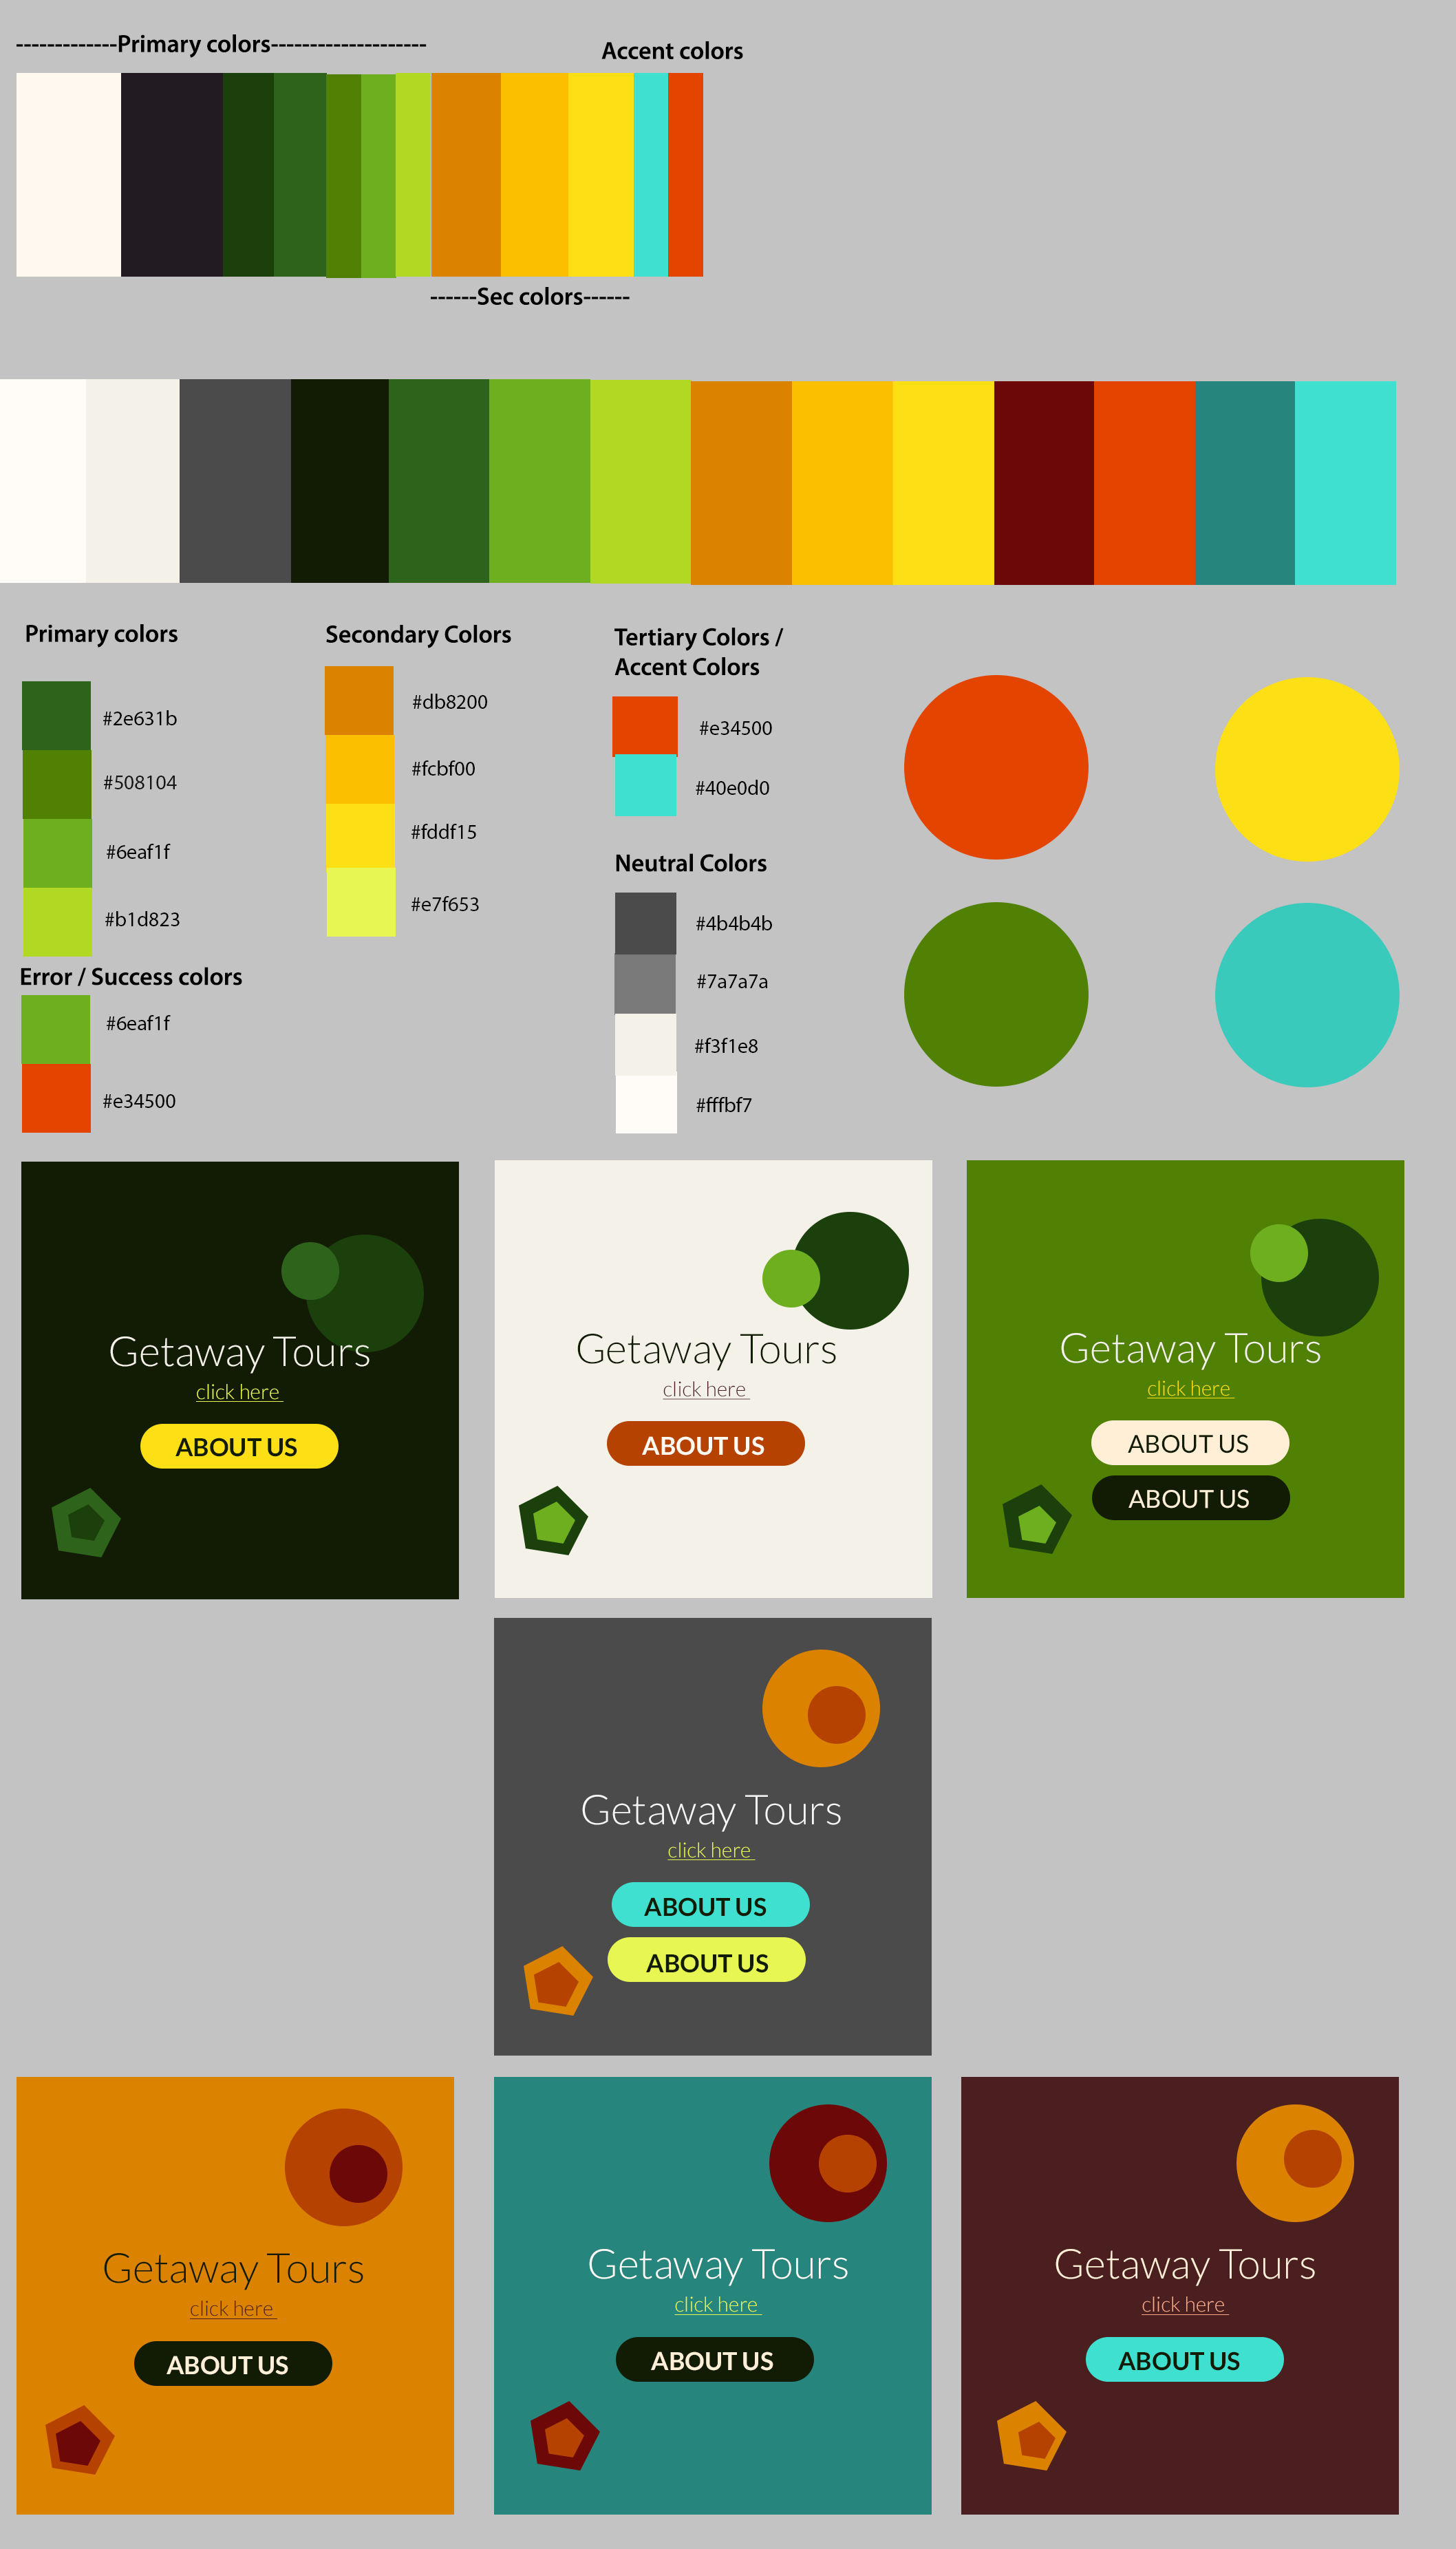 -------------Primary colors--------------------
Accent colors
------Sec colors------
Primary colors
#2e631b
#508104
#6eaf1f
#b1d823
Error / Success colors
#6eaf1f
#e34500
Secondary Colors
#db8200
#fcbf00
#fddf15
#e7f653
Tertiary Colors /
Accent Colors
#e34500
#40e0d0
Neutral Colors
#4b4b4b
#7a7a7a
#f3f1e8
#fffbf7
Getaway Tours
click here
ABOUT US
Getaway Tours
click here
ABOUT US
Getaway Tours
click here
ABOUT US
ABOUT US
Getaway Tours
click here
ABOUT US
ABOUT US
Getaway Tours
click here
ABOUT US
Getaway Tours
click here
ABOUT US
Getaway Tours
click here
ABOUT US